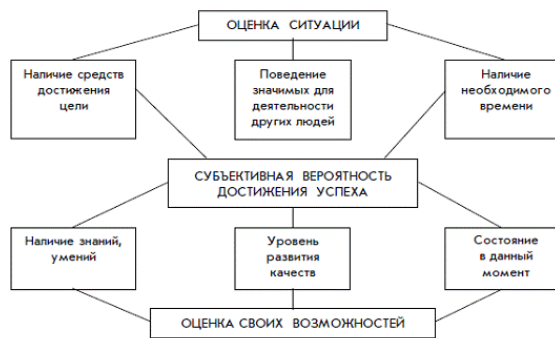 ОЦЕНКА СИТУАЦИИ
Наличие средств
достижения
цели
Поведение
значимых для
деятельности
других людей
Наличие
необходимого
времени
СУБЪЕКТИВНАЯ ВЕРОЯТНОСТЬ
ДОСТИЖЕНИЯ УСПЕХА
Наличие знаний,
умений
Уровень
развития
качеств
Состояние
в данный
момент
ОЦЕНКА СВОИХ ВОЗМОЖНОСТЕЙ